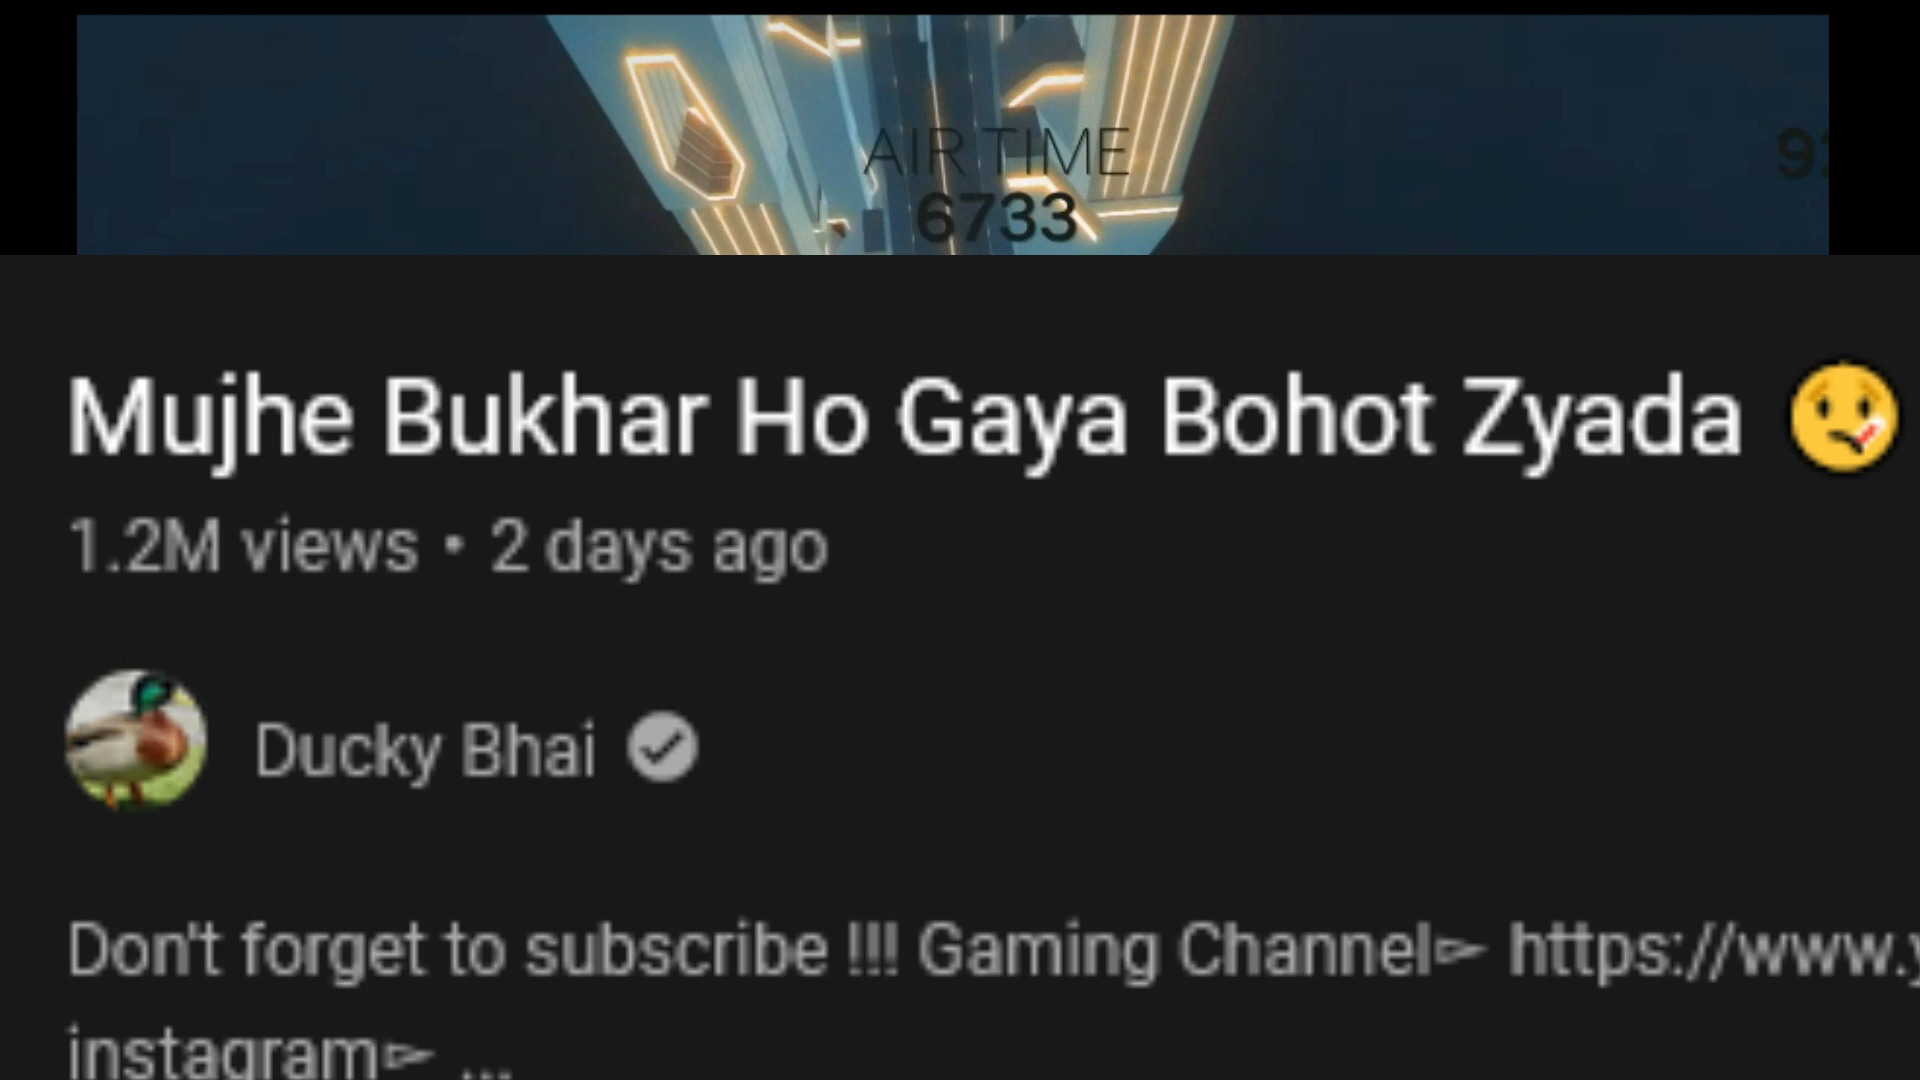 AIR TIME
6733
Mujhe Bukhar Ho Gaya Bohot Zyada 🤒
1.2M views • 2 days ago
Ducky Bhai
Don't forget to subscribe !!! Gaming Channel► https://www.y
instagram► ...